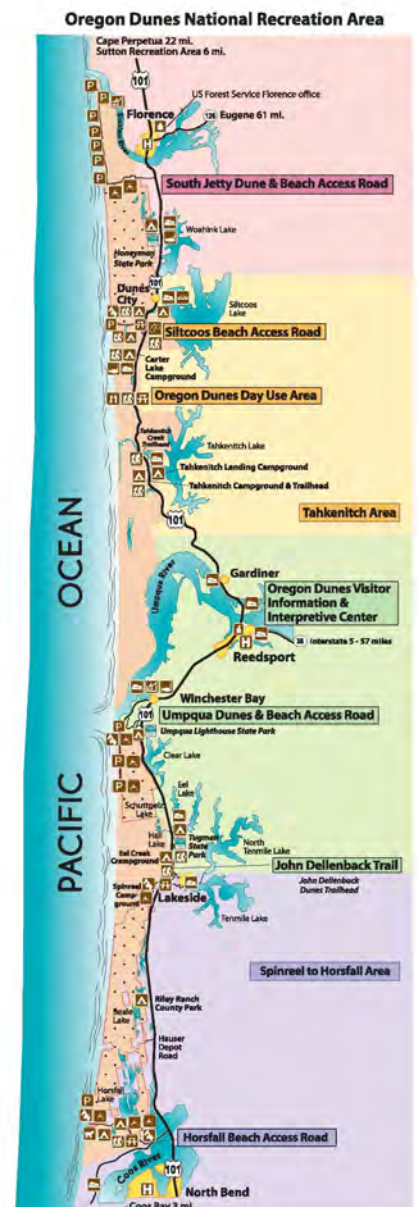 Oregon Dunes National Recreation Area
Cape Perpetua 22 mi.
Sutton Recreation Area 6 mi.
101
US Forest Service Florence office
Florence
126
Eugene 61 mi.
H
South Jetty Dune & Beach Access Road
Woahink Lake
Honeyman
State Park
101
Dunes
City
Siltcoos
Lake
Siltcoos Beach Access Road
Carter
Lake
Campground
Oregon Dunes Day Use Area
Tahkenitch
Creek
Trailhead
Tahkenitch Lake
Tahkenitch Landing Campground
Tahkenitch Campground & Trailhead
Tahkenitch Area
101
OCEAN
Umpqua River
Gardiner
Oregon Dunes Visitor
Information &
Interpretive Center
38
Interstate 5 - 57 miles
H
Reedsport
Winchester Bay
101
Umpqua Dunes & Beach Access Road
Umpqua Lighthouse State Park
Clear Lake
PACIFIC
Eel
Lake
Schuttpelz
Lake
Hall
Lake
Tugman
State
Park
North
Tenmile Lake
Eel Creek
Campground
John Dellenback Trail
John Dellenback
Dunes Trailhead
Spinreel
Camp-
ground
Lakeside
Tenmile Lake
Spinreel to Horsfall Area
Riley Ranch
County Park
Beale
Lake
Hauser
Depot
Road
Horsfall
Lake
Horsfall Beach Access Road
Coos River
101
H
North Bend
Coos Bay 3 mi.